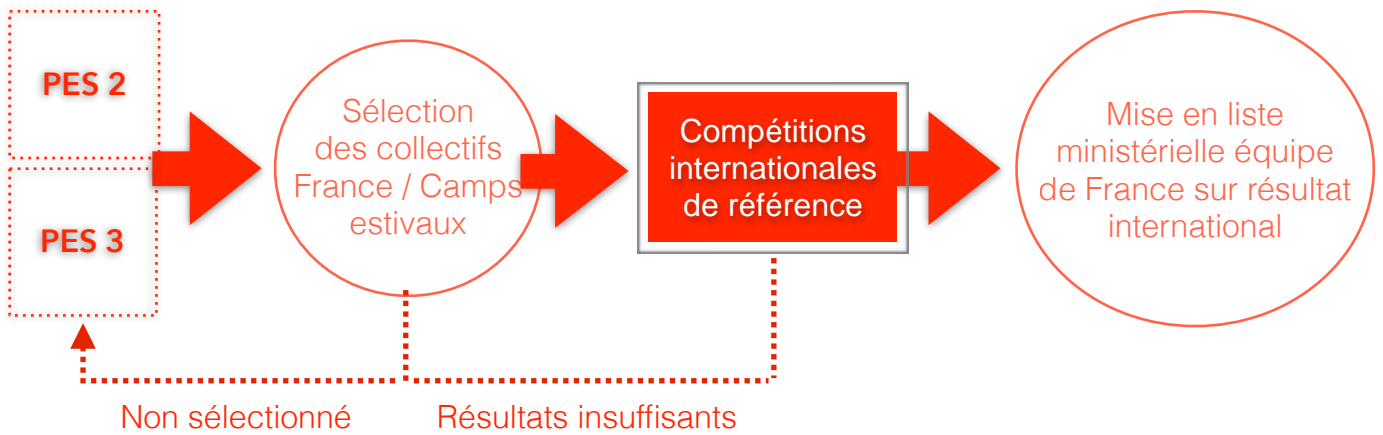 PES 2
PES 3
Sélection
des collectifs
France / Camps
estivaux
Compétitions
internationales
de référence
Mise en liste
ministérielle équipe
de France sur résultat
international
Non sélectionné
Résultats insuffisants